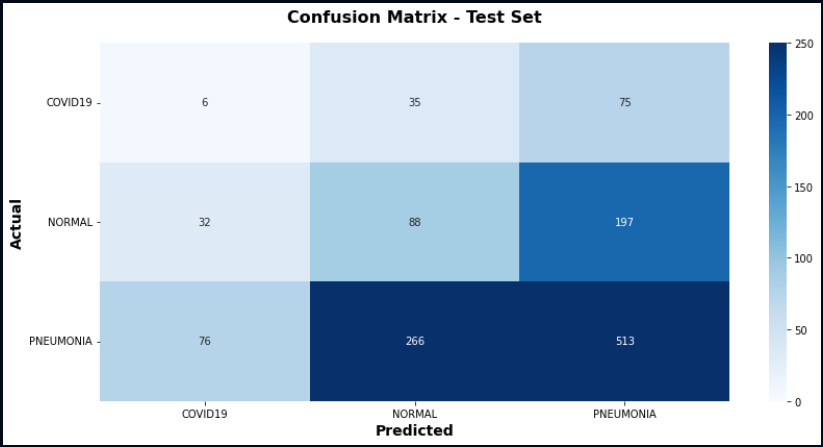 Confusion Matrix - Test Set
Actual
COVID19
6
35
75
NORMAL
32
88
197
PNEUMONIA
76
266
513
COVID19
NORMAL
PNEUMONIA
Predicted
250
200
150
100
50
0